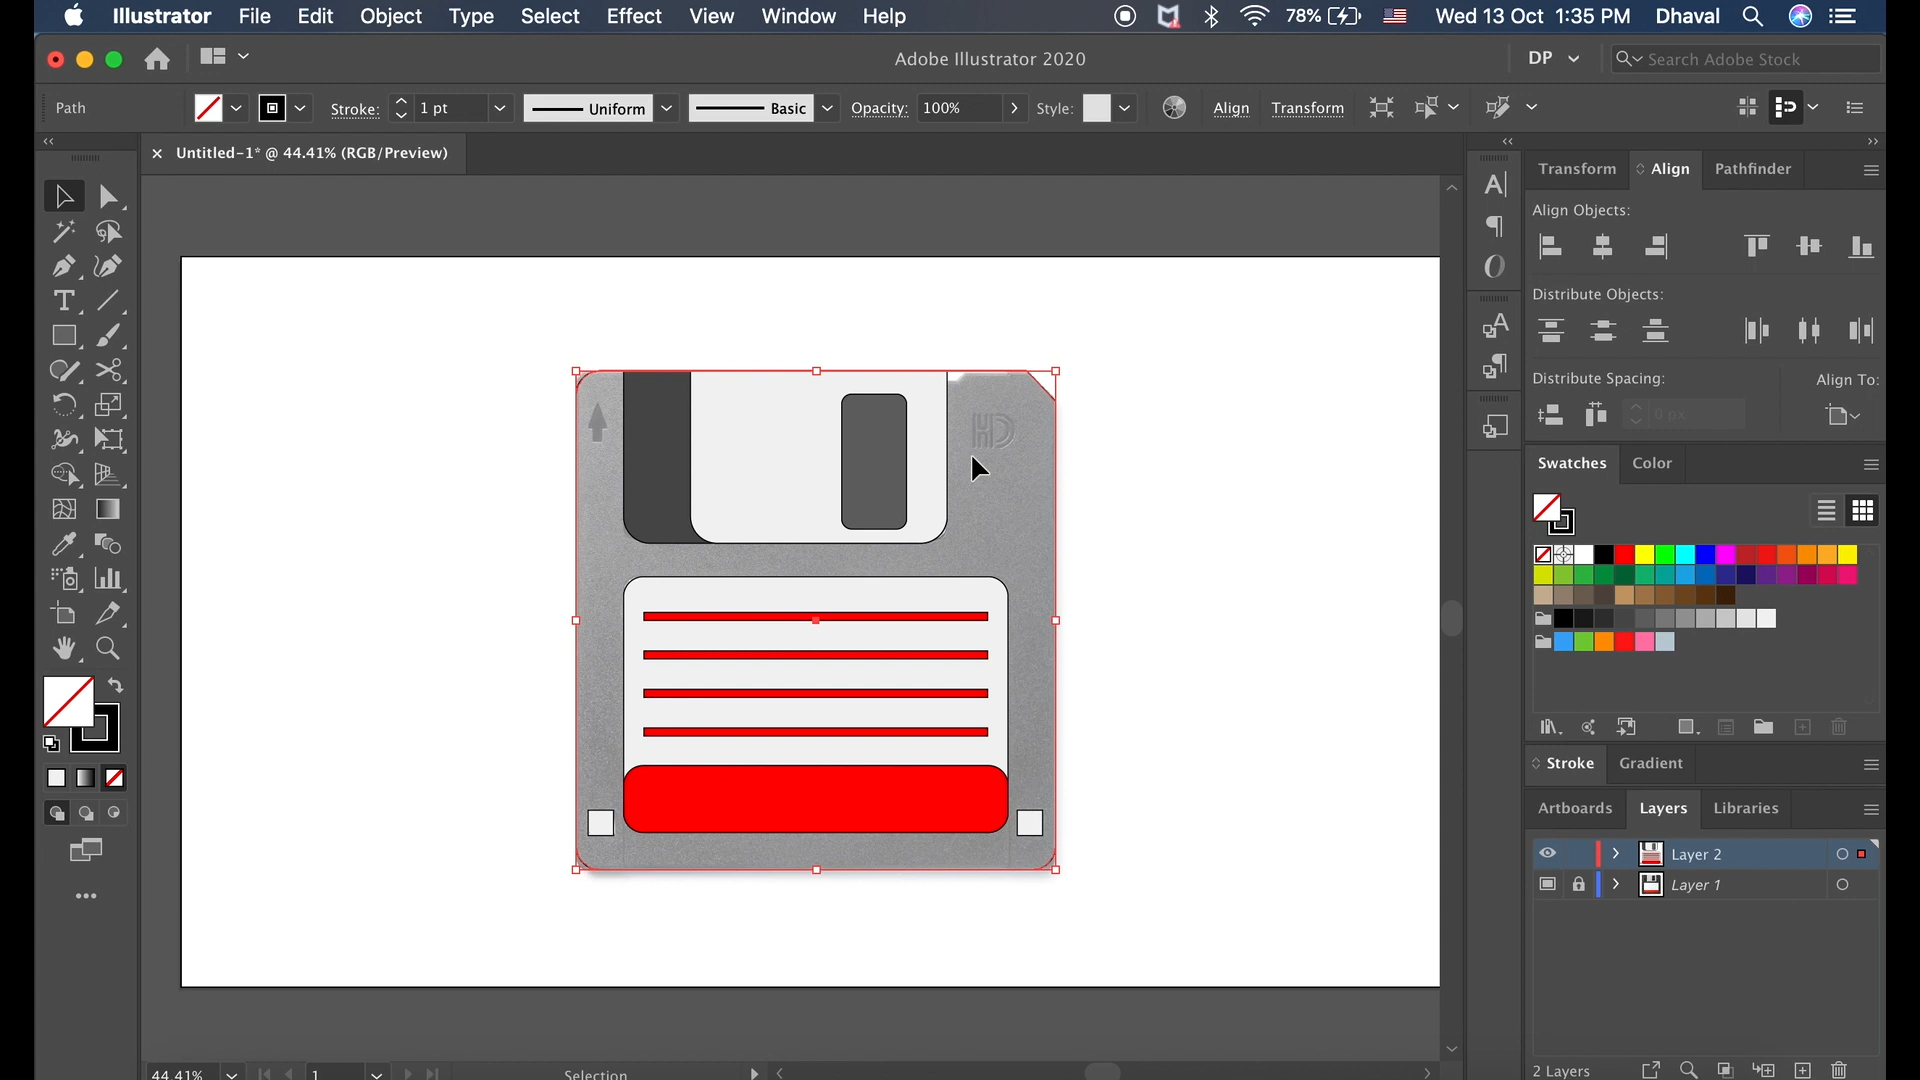 Illustrator File Edit Object Type Select Effect View Window Help 78% Wed 13 Oct 1:35 PM Dhaval
Adobe Illustrator 2020 DP Search Adobe Stock
Path Stroke: 1 pt Uniform Basic Opacity: 100% Style: Align Transform
Untitled-1* @ 44.41% (RGB/Preview)
Transform Align Pathfinder
Align Objects:
Distribute Objects:
Distribute Spacing: Align To:
0 px
HD
Swatches Color
Stroke Gradient
Artboards Layers Libraries
Layer 2
Layer 1
44.41% 1 Selection 2 Layers